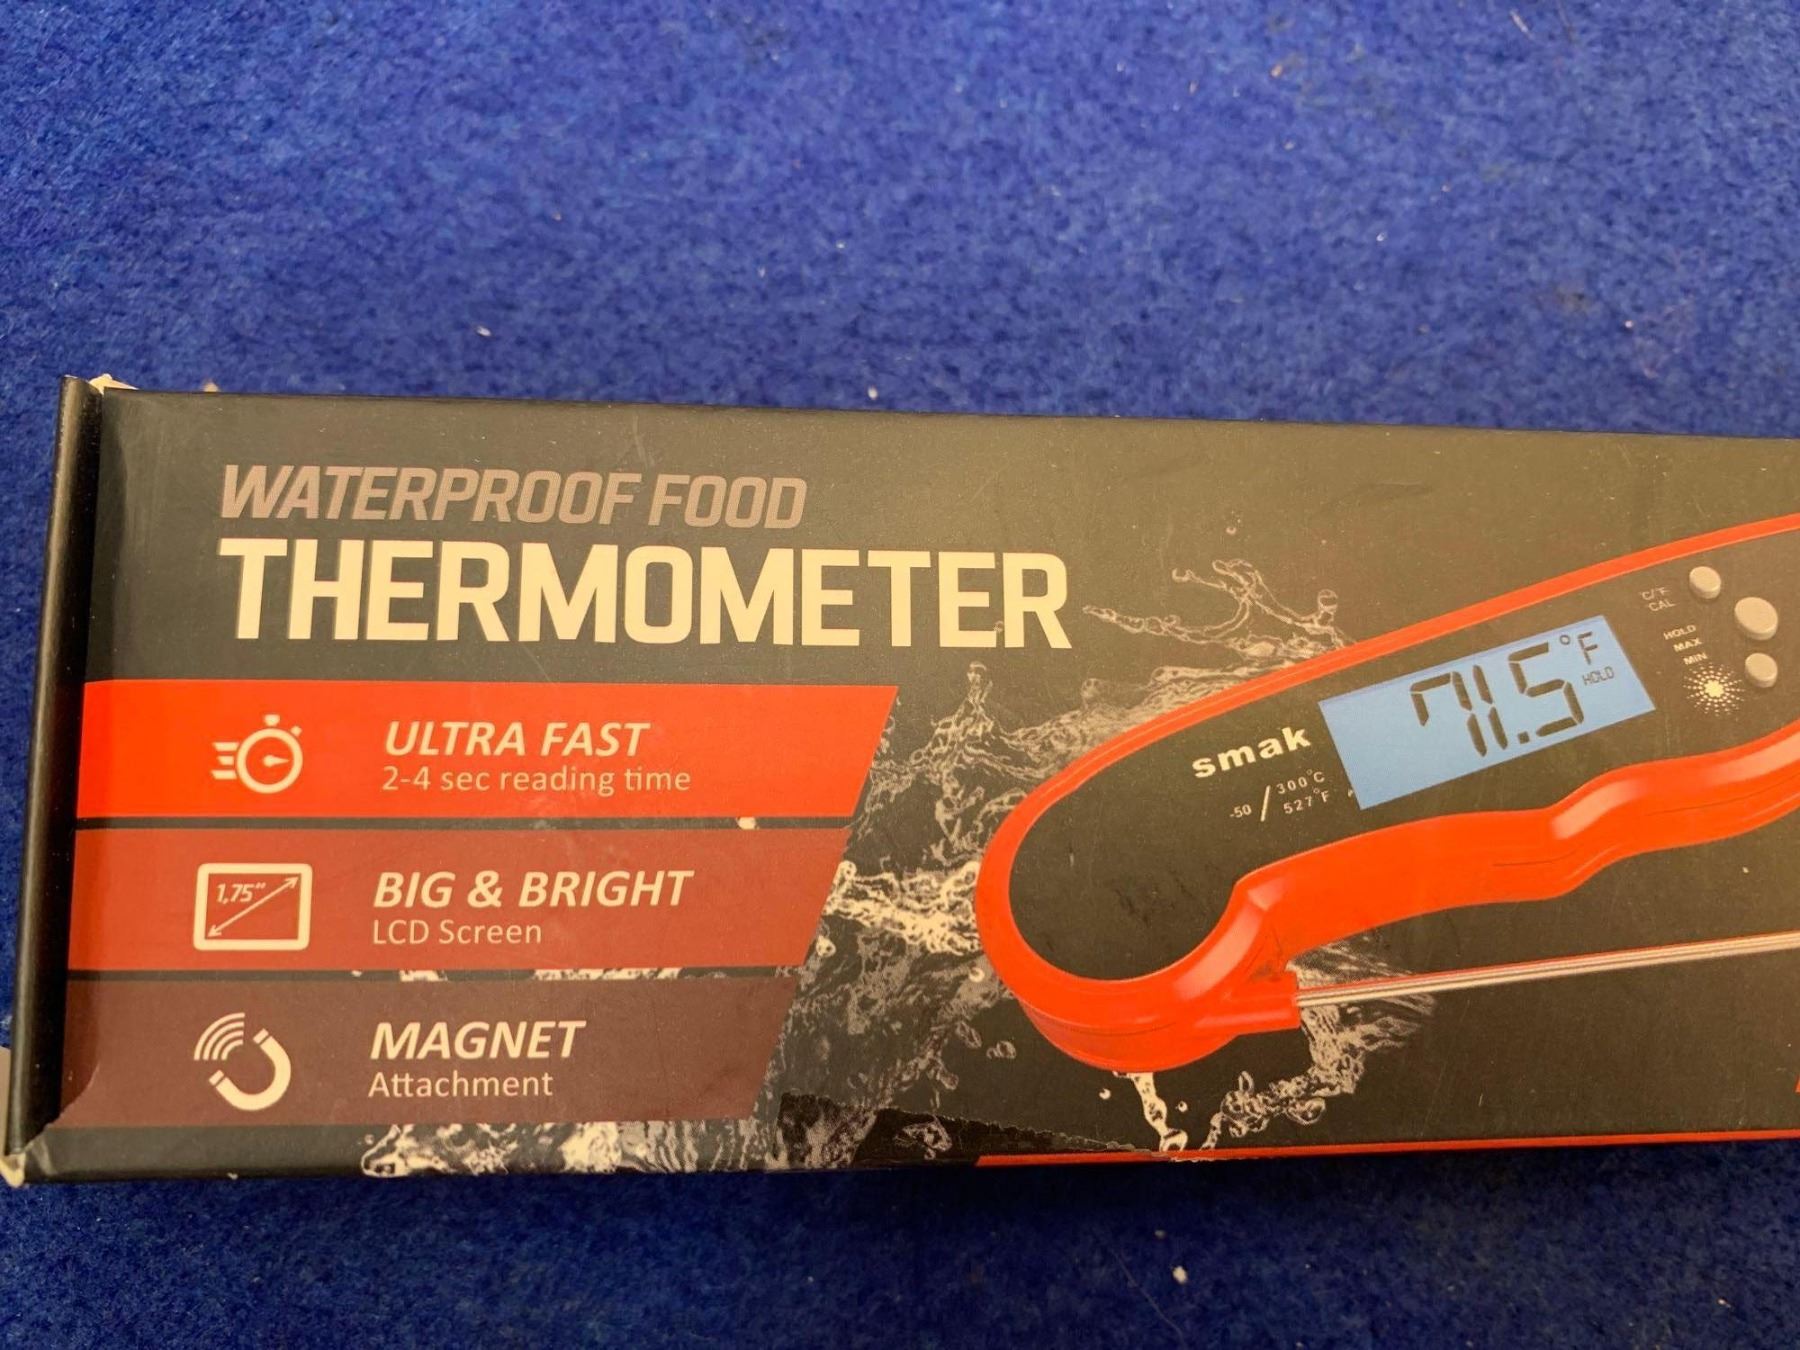 WATERPROOF FOOD
THERMOMETER
ULTRA FAST
2-4 sec reading time
1,75"
BIG & BRIGHT
LCD Screen
MAGNET
Attachment
smak
-50 / 300°C
527°F
71.5°F
HOLD
°C/°F
CAL
HOLD
MAX
MIN